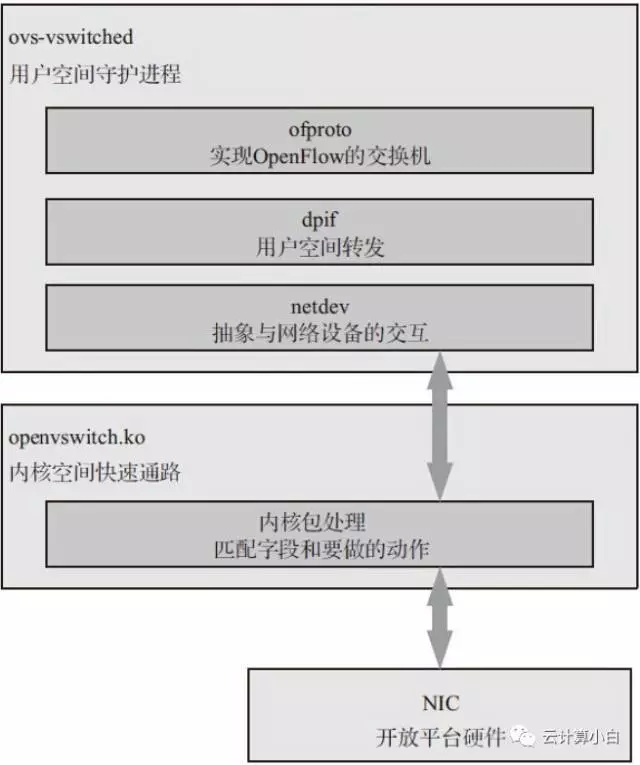 ovs-vswitched
用户空间守护进程
ofproto
实现OpenFlow的交换机
dpif
用户空间转发
netdev
抽象与网络设备的交互
openvswitch.ko
内核空间快速通路
内核包处理
匹配字段和要做的动作
NIC
开放平台硬件
云计算小白